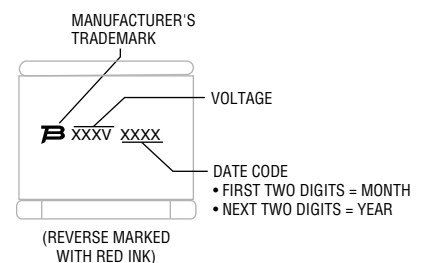 MANUFACTURER'S
TRADEMARK
VOLTAGE
B XXXV XXXX
DATE CODE
• FIRST TWO DIGITS = MONTH
• NEXT TWO DIGITS = YEAR
(REVERSE MARKED
WITH RED INK)